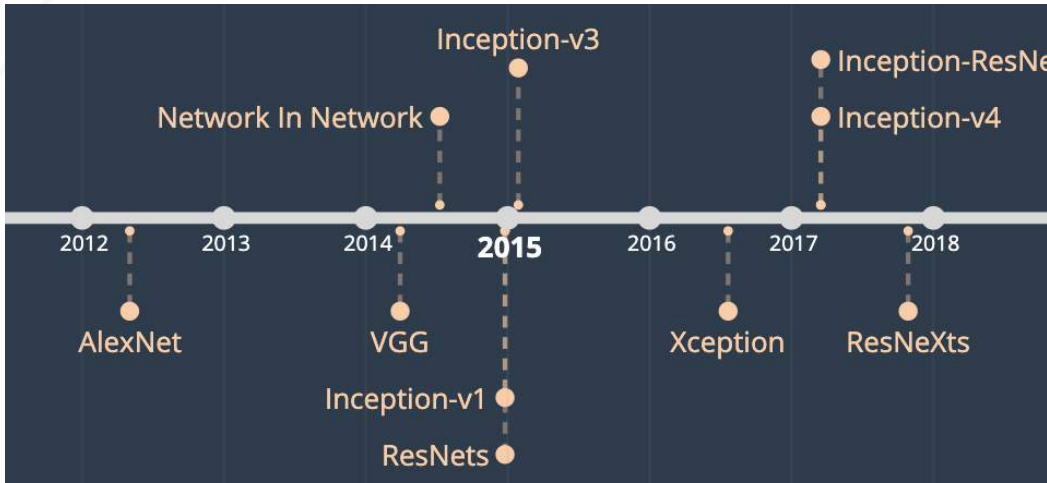 Inception-v3
Inception-ResNe
Network In Network
Inception-v4
2012
2013
2014
2015
2016
2017
2018
AlexNet
VGG
Xception
ResNeXts
Inception-v1
ResNets